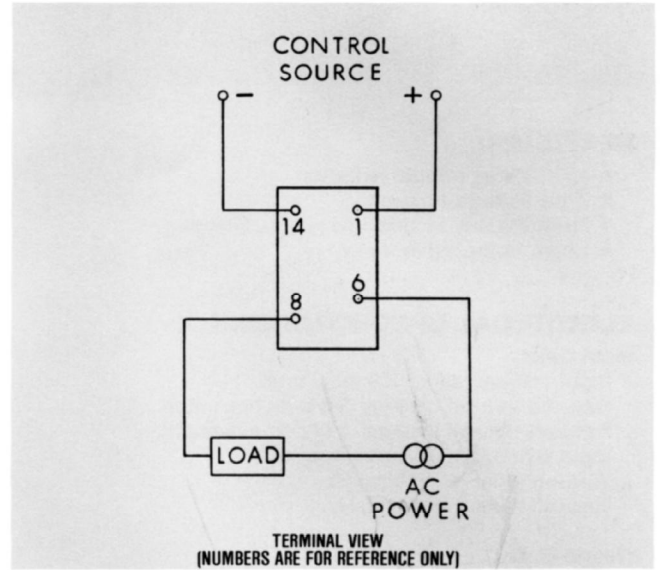 CONTROL
SOURCE
− +
14 1
6
8
LOAD
AC
POWER
TERMINAL VIEW
(NUMBERS ARE FOR REFERENCE ONLY)